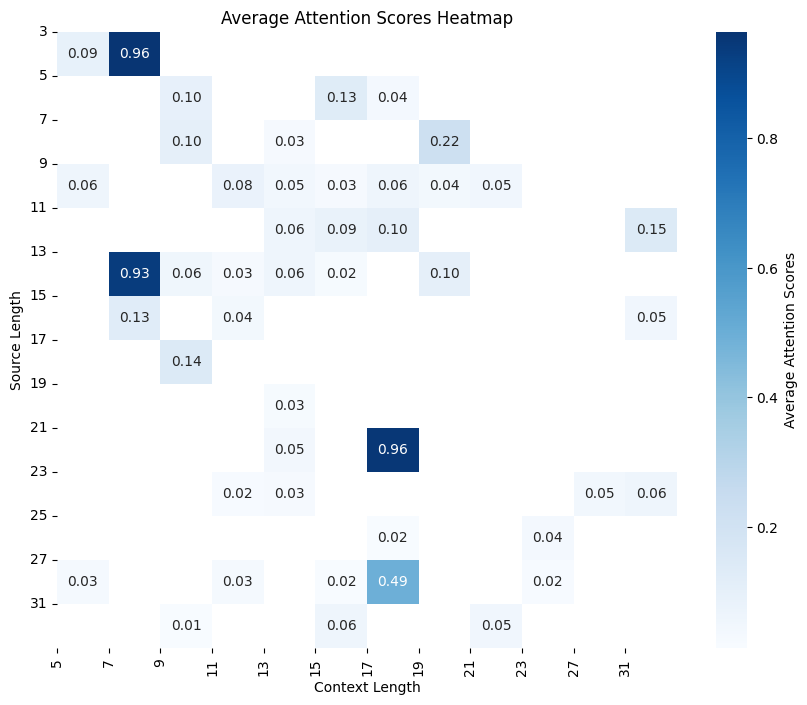 Average Attention Scores Heatmap
3
0.09 0.96
5
0.10 0.13 0.04
7
0.10 0.03 0.22
9
0.06 0.08 0.05 0.03 0.06 0.04 0.05
11
0.06 0.09 0.10 0.15
13
0.93 0.06 0.03 0.06 0.02 0.10
15
0.13 0.04 0.05
17
0.14
19
0.03
21
0.05 0.96
23
0.02 0.03 0.05 0.06
25
0.02 0.04
27
0.03 0.03 0.02 0.49 0.02
31
0.01 0.06 0.05
5 7 9 11 13 15 17 19 21 23 27 31
Context Length
Source Length
0.8
0.6
0.4
0.2
Average Attention Scores